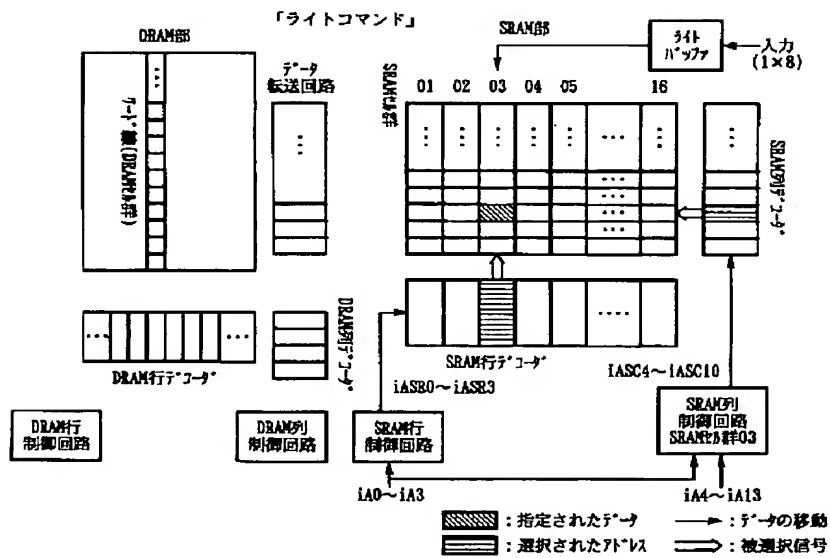 「ライトコマンド」
DRAM部
SRAM部
ライト
バッファ
入力
(1×8)
データ
転送回路
SRAMセル群
01 02 03 04 05 16
ワード線(DRAMセル群)
SRAM列デコーダ
DRAM列デコーダ
DRAM行デコーダ
SRAM行デコーダ
iASR0～iASR3
iASC4～iASC10
DRAM行
制御回路
DRAM列
制御回路
SRAM行
制御回路
SRAM列
制御回路
SRAMセル群03
iA0～iA3
iA4～iA13
：指定されたデータ
：データの移動
：選択されたアドレス
：被選択信号